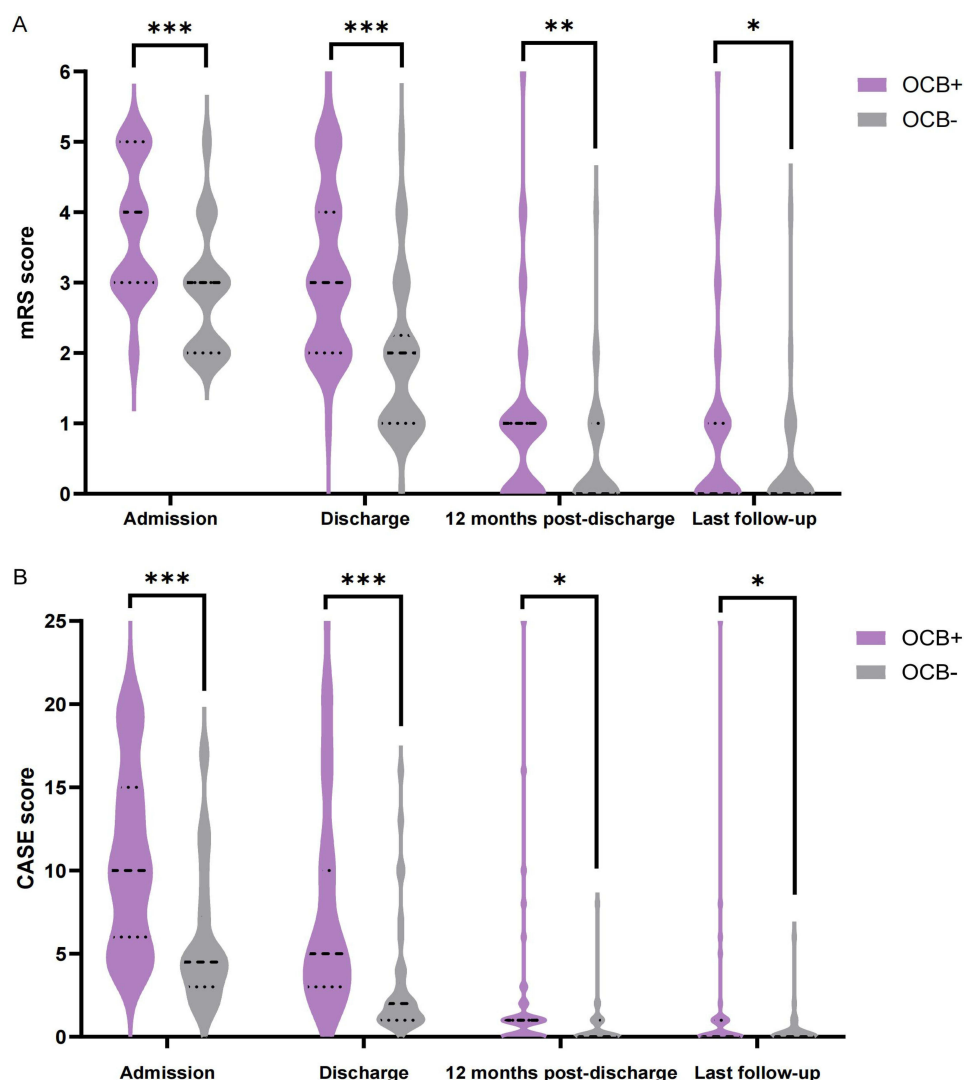 A
*** *** ** *
6
5
4
3
2
1
0
mRS score
OCB+
OCB-
Admission Discharge 12 months post-discharge Last follow-up
B
*** *** * *
25
20
15
10
5
0
CASE score
OCB+
OCB-
Admission Discharge 12 months post-discharge Last follow-up